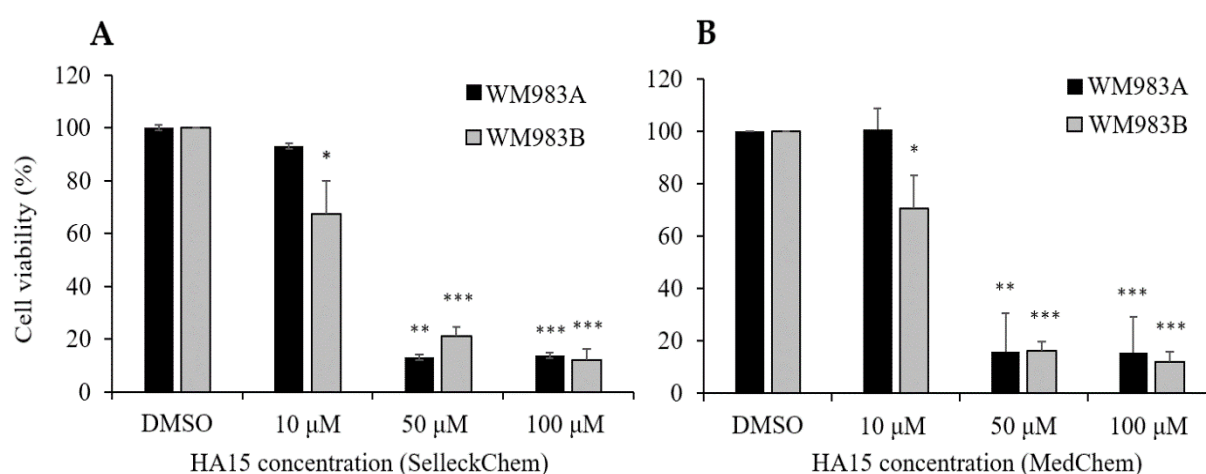 A
120
100
80
60
40
20
0
Cell viability (%)
WM983A
WM983B
*
**
***
***
***
DMSO
10 μM
50 μM
100 μM
HA15 concentration (SelleckChem)
B
120
100
80
60
40
20
0
WM983A
WM983B
*
**
***
***
***
DMSO
10 μM
50 μM
100 μM
HA15 concentration (MedChem)